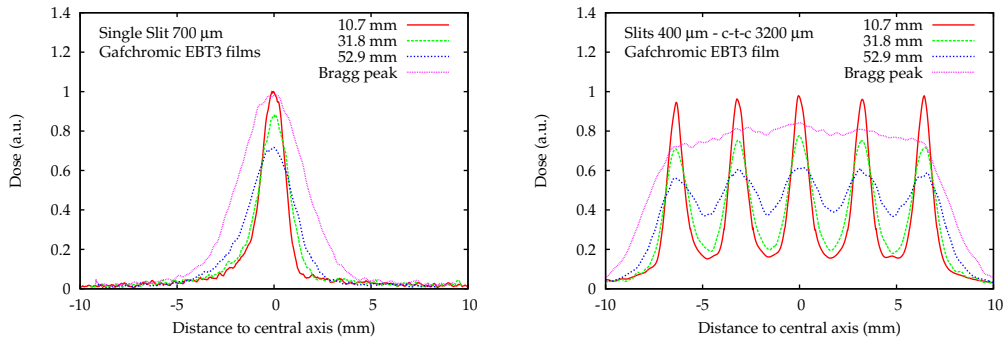 Single Slit 700 µm
Gafchromic EBT3 films
10.7 mm
31.8 mm
52.9 mm
Bragg peak
Dose (a.u.)
1.4
1.2
1
0.8
0.6
0.4
0.2
0
-10
-5
0
5
10
Distance to central axis (mm)
Slits 400 µm - c-t-c 3200 µm
Gafchromic EBT3 film
10.7 mm
31.8 mm
52.9 mm
Bragg peak
Dose (a.u.)
1.4
1.2
1
0.8
0.6
0.4
0.2
0
-10
-5
0
5
10
Distance to central axis (mm)